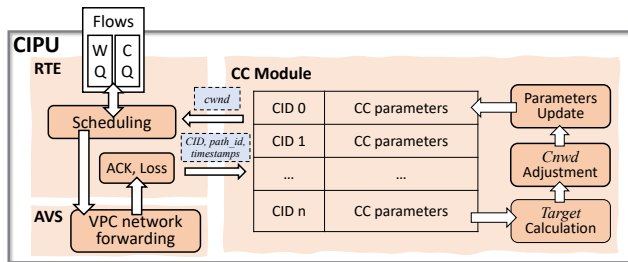 Flows
W
Q
C
Q
CIPU
RTE
Scheduling
ACK, Loss
AVS
VPC network
forwarding
cwnd
CID, path_id,
timestamps
CC Module
CID 0 CC parameters
CID 1 CC parameters
... ...
CID n CC parameters
Parameters
Update
Cnwd
Adjustment
Target
Calculation